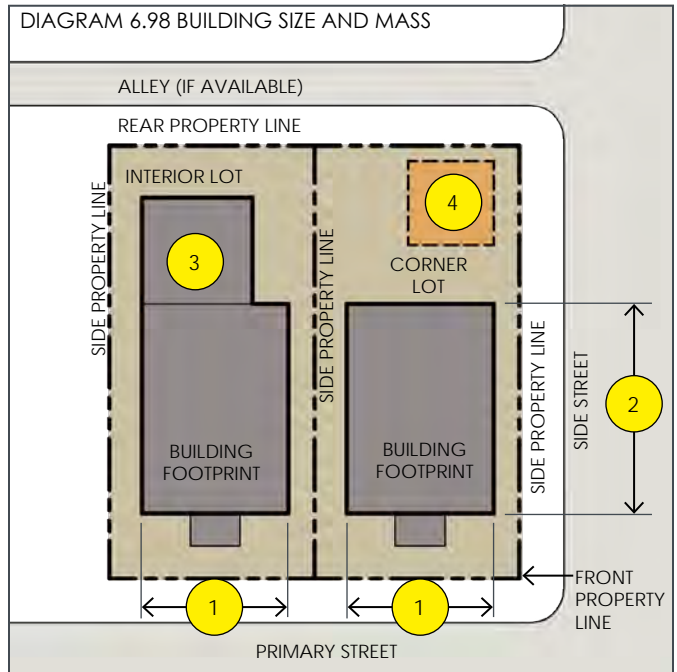 DIAGRAM 6.98 BUILDING SIZE AND MASS
ALLEY (IF AVAILABLE)
REAR PROPERTY LINE
INTERIOR LOT
SIDE PROPERTY LINE
3
4
CORNER
LOT
SIDE PROPERTY LINE
SIDE PROPERTY LINE
SIDE STREET
2
BUILDING
FOOTPRINT
BUILDING
FOOTPRINT
1
1
FRONT
PROPERTY
LINE
PRIMARY STREET